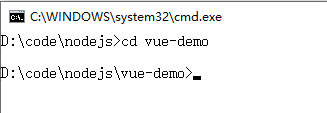 C:\WINDOWS\system32\cmd.exe
D:\code\nodejs>cd vue-demo
D:\code\nodejs\vue-demo>